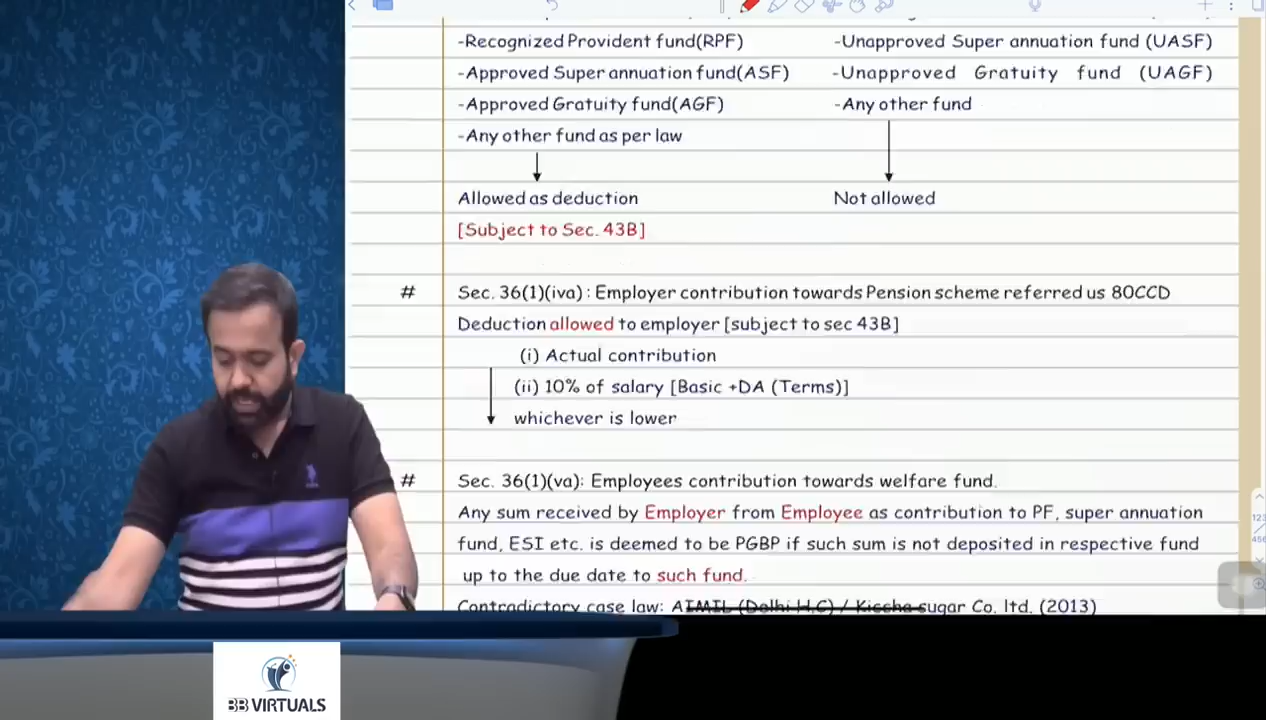 -Recognized Provident fund(RPF)
-Unapproved Super annuation fund (UASF)
-Approved Super annuation fund(ASF)
-Unapproved Gratuity fund (UAGF)
-Approved Gratuity fund(AGF)
-Any other fund
-Any other fund as per law
Allowed as deduction
Not allowed
[Subject to Sec. 43B]
# Sec. 36(1)(iva) : Employer contribution towards Pension scheme referred us 80CCD
Deduction allowed to employer [subject to sec 43B]
(i) Actual contribution
(ii) 10% of salary [Basic +DA (Terms)]
whichever is lower
# Sec. 36(1)(va): Employees contribution towards welfare fund.
Any sum received by Employer from Employee as contribution to PF, super annuation
fund, ESI etc. is deemed to be PGBP if such sum is not deposited in respective fund
up to the due date to such fund.
Contradictory case law: AIMIL (Delhi H,C) / Kiccha sugar Co. ltd. (2013)
BB VIRTUALS